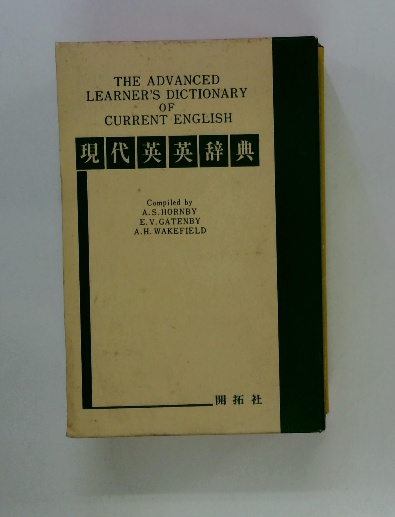 THE ADVANCED
LEARNER'S DICTIONARY
OF
CURRENT ENGLISH
現代英英辞典
Compiled by
A.S.HORNBY
E.V.GATENBY
A.H.WAKEFIELD
開拓社